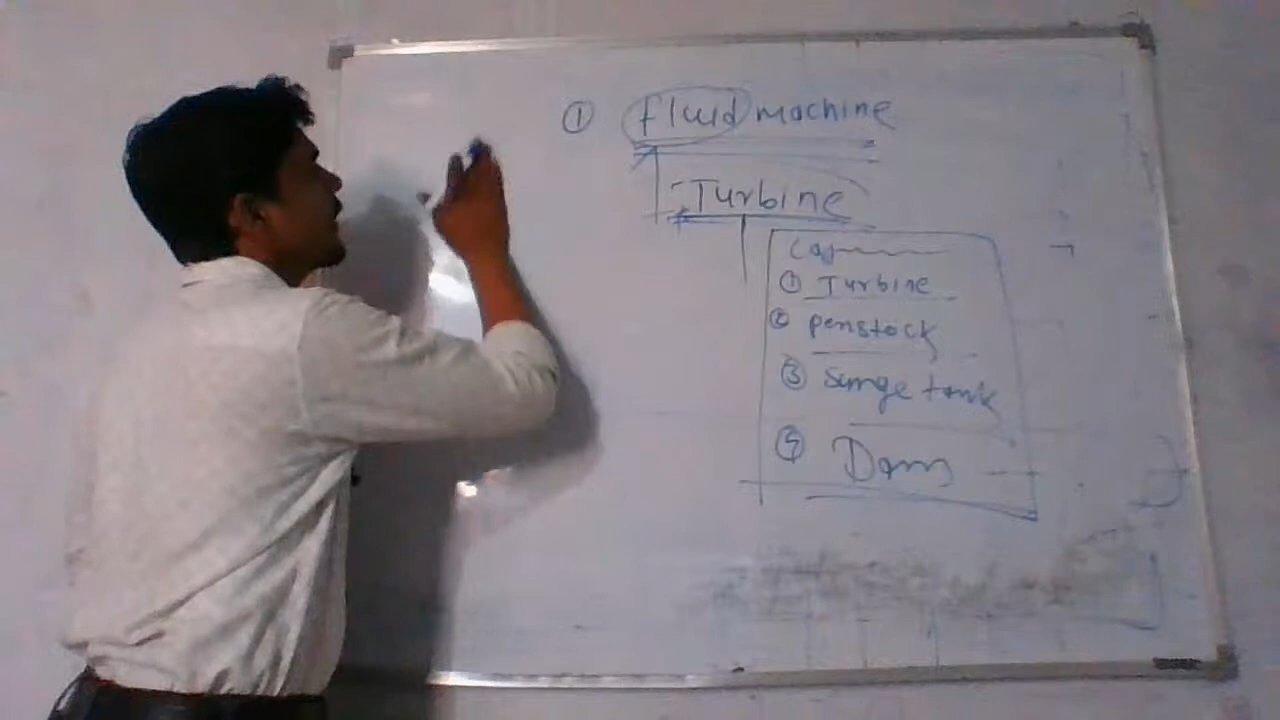 ① fluid machine
Turbine
① Turbine
② penstock
③ Surge tank
④ Dam